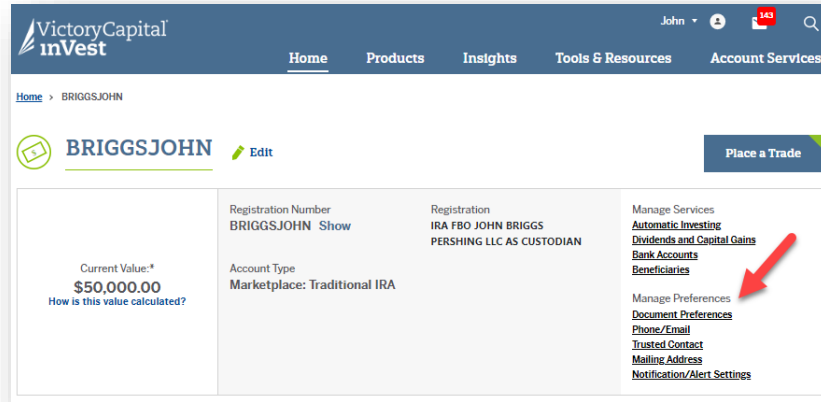 VictoryCapital
inVest
John
143
Home Products Insights Tools & Resources Account Services
Home > BRIGGSJOHN
$
BRIGGSJOHN
Edit
Place a Trade
Current Value:*
$50,000.00
How is this value calculated?
Registration Number
BRIGGSJOHN Show
Account Type
Marketplace: Traditional IRA
Registration
IRA FBO JOHN BRIGGS
PERSHING LLC AS CUSTODIAN
Manage Services
Automatic Investing
Dividends and Capital Gains
Bank Accounts
Beneficiaries
Manage Preferences
Document Preferences
Phone/Email
Trusted Contact
Mailing Address
Notification/Alert Settings